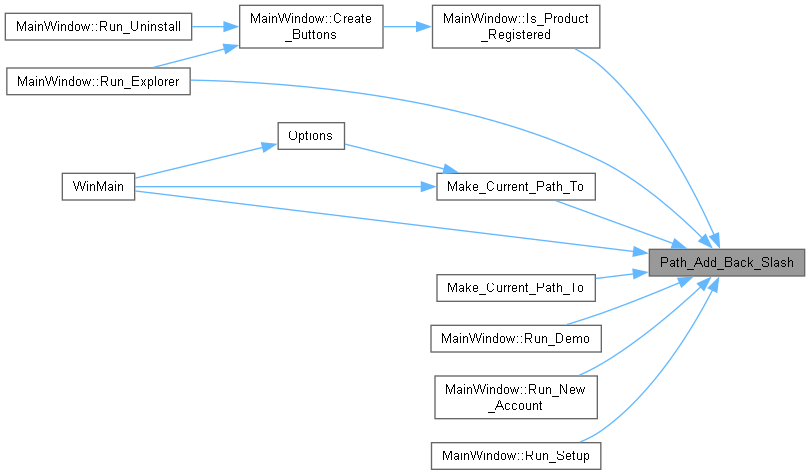 MainWindow::Run_Uninstall
MainWindow::Create
_Buttons
MainWindow::Is_Product
_Registered
MainWindow::Run_Explorer
Options
WinMain
Make_Current_Path_To
Path_Add_Back_Slash
Make_Current_Path_To
MainWindow::Run_Demo
MainWindow::Run_New
_Account
MainWindow::Run_Setup